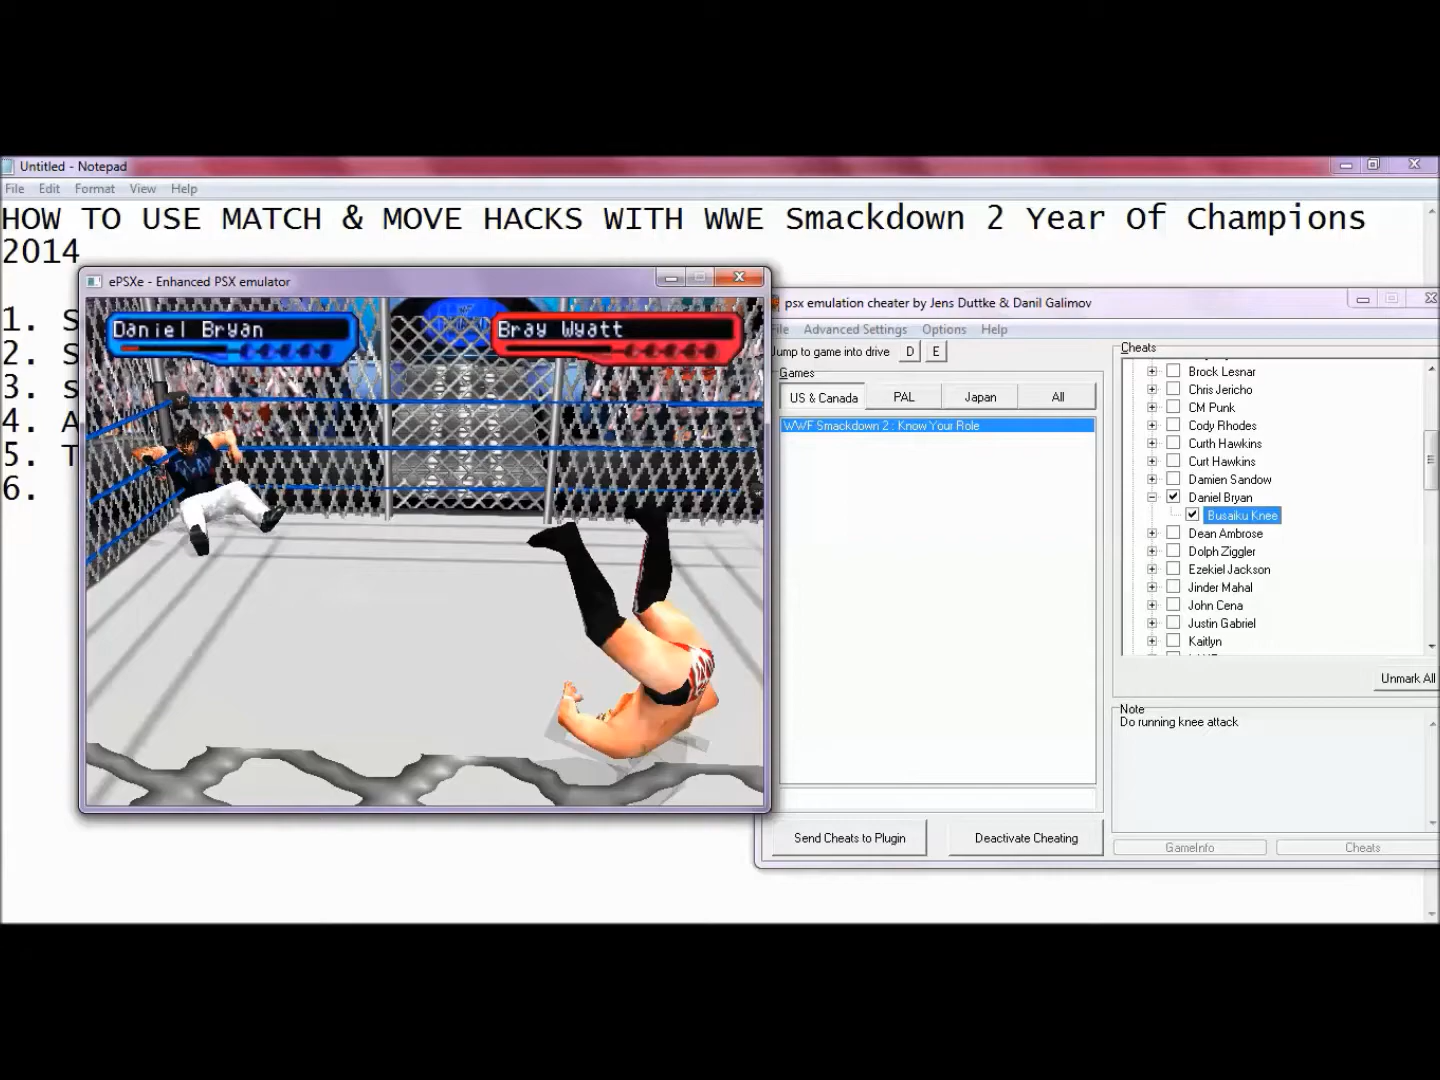 Untitled - Notepad
File Edit Format View Help
HOW TO USE MATCH & MOVE HACKS WITH WWE Smackdown 2 Year Of Champions
2014
1. S
2. S
3. s
4. A
5. T
6.
ePSXe - Enhanced PSX emulator
Daniel Bryan
Bray Wyatt
psx emulation cheater by Jens Duttke & Danil Galimov
File Advanced Settings Options Help
Jump to game into drive D E
Games
US & Canada PAL Japan All
WWF Smackdown 2 : Know Your Role
Send Cheats to Plugin Deactivate Cheating
Cheats
Brock Lesnar
Chris Jericho
CM Punk
Cody Rhodes
Curth Hawkins
Curt Hawkins
Damien Sandow
Daniel Bryan
Busaiku Knee
Dean Ambrose
Dolph Ziggler
Ezekiel Jackson
Jinder Mahal
John Cena
Justin Gabriel
Kaitlyn
Unmark All
Note
Do running knee attack
GameInfo Cheats